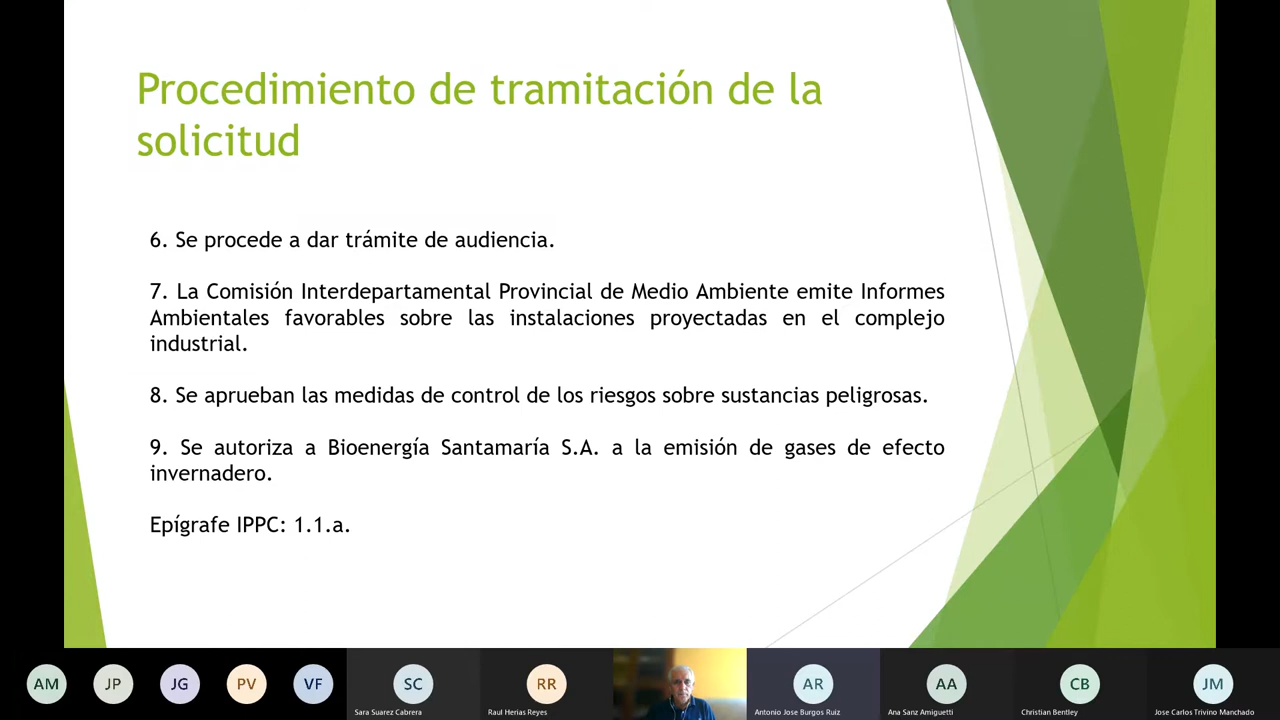 Procedimiento de tramitación de la
solicitud
6. Se procede a dar trámite de audiencia.
7. La Comisión Interdepartamental Provincial de Medio Ambiente emite Informes
Ambientales favorables sobre las instalaciones proyectadas en el complejo
industrial.
8. Se aprueban las medidas de control de los riesgos sobre sustancias peligrosas.
9. Se autoriza a Bioenergía Santamaría S.A. a la emisión de gases de efecto
invernadero.
Epígrafe IPPC: 1.1.a.
AM JP JG PV VF SC RR AR AA CB JM
Sara Suarez Cabrera Raul Herias Reyes Antonio Jose Burgos Ruiz Ana Sanz Amiguetti Christian Bentley Jose Carlos Trivino Manchado